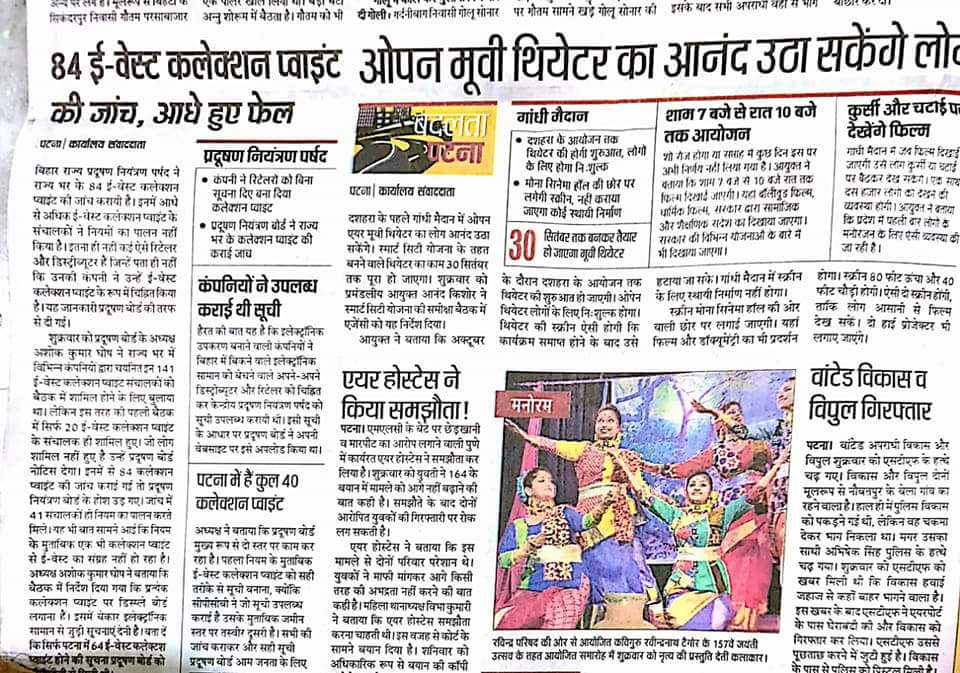 सिकंदरपुर निवासी गौतम परसाबाजार
अन्नु शोरूम में बैठता है। गौतम को भी
दी गोली। गर्दनीबाग निवासी गोलू सोनार
पर गौतम सामने खड़े गोलू सोनार की
84 ई-वेस्ट कलेक्शन प्वाइंट
की जांच, आधे हुए फेल
पटना | कार्यालय संवाददाता
बिहार राज्य प्रदूषण नियंत्रण पर्षद ने
राज्य भर के 84 ई-वेस्ट कलेक्शन
प्वाइंट की जांच करायी है। इनमें आधे
से अधिक ई-वेस्ट कलेक्शन प्वाइंट के
संचालकों ने नियमों का पालन नहीं
किया है। इतना ही नहीं कई ऐसे रिटेलर
और डिस्ट्रीब्यूटर हैं जिन्हें पता ही नहीं
कि उनकी कंपनी ने उन्हें ई-वेस्ट
कलेक्शन प्वाइंट के रूप में चिह्नित किया
है। यह जानकारी प्रदूषण बोर्ड की तरफ
से दी गई।
शुक्रवार को प्रदूषण बोर्ड के अध्यक्ष
अशोक कुमार घोष ने राज्य भर में
विभिन्न कंपनियों द्वारा चयनित इन 141
ई-वेस्ट कलेक्शन प्वाइंट संचालकों को
बैठक में शामिल होने के लिए बुलाया
था। लेकिन इस तरह की पहली बैठक
में सिर्फ 20 ई-वेस्ट कलेक्शन प्वाइंट
के संचालक ही शामिल हुए। जो लोग
शामिल नहीं हुए है उन्हें प्रदूषण बोर्ड
नोटिस देगा। इनमें से 84 कलेक्शन
प्वाइंट की जांच कराई गई तो प्रदूषण
नियंत्रण बोर्ड के होश उड़ गए। जांच में
41 संचालकों ही नियम का पालन करते
मिले। यह भी बात सामने आई कि नियम
के मुताबिक एक भी कलेक्शन प्वाइंट
से ई-वेस्ट का संग्रह नहीं हो रहा है।
अध्यक्ष अशोक कुमार घोष ने बताया कि
बैठक में निर्देश दिया गया कि प्रत्येक
कलेक्शन प्वाइंट पर डिस्प्ले बोर्ड
लगाना है। इसमें बेकार इलेक्ट्रॉनिक
सामान से जुड़ी सूचनाएं देनी है। बता दें
कि सिर्फ पटना में 64 ई-वेस्ट कलेक्शन
प्वाइंट होने की सूचना प्रदूषण बोर्ड को
प्रदूषण नियंत्रण पर्षद
• कंपनी ने रिटेलरों को बिना
सूचना दिए बना दिया
कलेक्शन प्वाइंट
• प्रदूषण नियंत्रण बोर्ड ने राज्य
भर के कलेक्शन प्वाइंट की
कराई जांच
कंपनियों ने उपलब्ध
कराई थी सूची
हैरत की बात यह है कि इलेक्ट्रॉनिक
उपकरण बनाने वाली कंपनियों ने
बिहार में बिकने वाले इलेक्ट्रॉनिक
सामान को बेचने वाले अपने-अपने
डिस्ट्रीब्यूटर और रिटेलर को चिह्नित
कर केन्द्रीय प्रदूषण नियंत्रण पर्षद को
सूची उपलब्ध करायी थी। इसी सूची
के आधार पर प्रदूषण बोर्ड ने अपनी
वेबसाइट पर इसे अपलोड किया था।
पटना में हैं कुल 40
कलेक्शन प्वाइंट
अध्यक्ष ने बताया कि प्रदूषण बोर्ड
मुख्य रूप से दो स्तर पर काम कर
रहा है। पहला नियम के मुताबिक
ई-वेस्ट कलेक्शन प्वाइंट को सही
तरीके से सूची बनाना, क्योंकि
सीपीसीबी ने जो सूची उपलब्ध
कराई है उसके मुताबिक जमीन
स्तर पर तस्वीर दूसरी है। सभी की
जांच कराकर और सही सूची
प्रदूषण बोर्ड आम जनता के लिए
ओपन मूवी थियेटर का आनंद उठा सकेंगे
बदलता
पटना
पटना | कार्यालय संवाददाता
दशहरा के पहले गांधी मैदान में ओपन
एयर मूवी थियेटर का लोग आनंद उठा
सकेंगे। स्मार्ट सिटी योजना के तहत
बनने वाले थियेटर का काम 30 सितंबर
तक पूरा हो जाएगा। शुक्रवार को
प्रमंडलीय आयुक्त आनंद किशोर ने
स्मार्ट सिटी योजना की समीक्षा बैठक में
एजेंसी को यह निर्देश दिया।
आयुक्त ने बताया कि अक्टूबर
गांधी मैदान
• दशहरा के आयोजन तक
थियेटर की होगी शुरुआत, लोगों
के लिए होगा नि:शुल्क
• मोना सिनेमा हॉल की छोर पर
लगेगी स्क्रीन, नहीं कराया
जाएगा कोई स्थायी निर्माण
30 सितंबर तक बनकर तैयार
हो जाएगा मूवी थियेटर
शाम 7 बजे से रात 10 बजे
तक आयोजन
शो रोज होगा या सप्ताह में कुछ दिन इस पर
अभी निर्णय नहीं लिया गया है। आयुक्त ने
बताया कि शाम 7 बजे से 10 बजे रात तक
फिल्म दिखाई जाएगी। यहां बॉलीवुड फिल्म,
धार्मिक फिल्म, सरकार द्वारा सामाजिक
और शैक्षणिक संदेश का दिखाया जाएगा।
सरकार की विभिन्न योजनाओं के बारे में
भी दिखाया जाएगा।
कुर्सी और चटाई
देखेंगे फिल्म
गांधी मैदान में जब फिल्म दिखाई
जाएगी उसे लोग कुर्सी या चटाई
पर बैठकर देख सकेंगे। एक साथ
दस हजार लोगों को देखने की
व्यवस्था होगी। आयुक्त ने बताया
कि प्रदेश में पहली बार लोगों के
मनोरंजन के लिए ऐसी व्यवस्था की
जा रही है।
के दौरान दशहरा के आयोजन तक
थियेटर की शुरुआत हो जाएगी। ओपेन
थियेटर लोगों के लिए नि:शुल्क होगा।
थियेटर की स्क्रीन ऐसी होगी कि
कार्यक्रम समाप्त होने के बाद उसे
हटाया जा सके। गांधी मैदान में स्क्रीन
के लिए स्थायी निर्माण नहीं होगा।
स्क्रीन मोना सिनेमा हॉल की ओर
वाली छोर पर लगाई जाएगी। यहां
फिल्म और डॉक्यूमेंट्री का भी प्रदर्शन
होगा। स्क्रीन 80 फीट ऊंचा और 40
फीट चौड़ी होगी। ऐसी दो स्क्रीन होंगी,
ताकि लोग आसानी से फिल्म
देख सकें। दो हाई प्रोजेक्टर भी
लगाए जाएंगे।
एयर होस्टेस ने
किया समझौता!
पटना। एमएलसी के बेटे पर छेड़खानी
व मारपीट का आरोप लगाने वाली पुणे
में कार्यरत एयर होस्टेस ने समझौता कर
लिया है। शुक्रवार को युवती ने 164 के
बयान में मामले को आगे नहीं बढ़ाने की
बात कही है। समझौते के बाद दोनों
आरोपित युवकों की गिरफ्तारी पर रोक
लग सकती है।
एयर होस्टेस ने बताया कि इस
मामले से दोनों परिवार परेशान थे।
युवकों ने माफी मांगकर आगे किसी
तरह की अभद्रता नहीं करने की बात
कही है। महिला थानाध्यक्ष विभा कुमारी
ने बताया कि एयर होस्टेस समझौता
करना चाहती थी। इस वजह से कोर्ट के
सामने बयान दिया है। शनिवार को
अधिकारिक रूप से बयान की कॉपी
मनोरम
रविन्द्र परिषद की ओर से आयोजित कविगुरु रवीन्द्रनाथ टैगोर के 157वें जयंती
उत्सव के तहत आयोजित समारोह में शुक्रवार को नृत्य की प्रस्तुति देतीं कलाकार।
वांटेड विकास व
विपुल गिरफ्तार
पटना। वांटेड अपराधी विकास और
विपुल शुक्रवार को एसटीएफ के हत्थे
चढ़ गए। विकास और विपुल दोनों
मूलरूप से नौबतपुर के चेला गांव का
रहने वाला है। हाल ही में पुलिस विकास
को पकड़ने गई थी, लेकिन वह चकमा
देकर भाग निकला था। मगर उसका
साथी अभिषेक सिंह पुलिस के हत्थे
चढ़ गया। शुक्रवार को एसटीएफ को
खबर मिली थी कि विकास हवाई
जहाज से कहीं बाहर भागने वाला है।
इस खबर के बाद एसटीएफ ने एयरपोर्ट
के पास घेराबंदी की और विकास को
गिरफ्तार कर लिया। एसटीएफ उससे
पूछताछ करने में जुटी हुई है। विकास
के पास से पुलिस को पिस्टल मिली है।